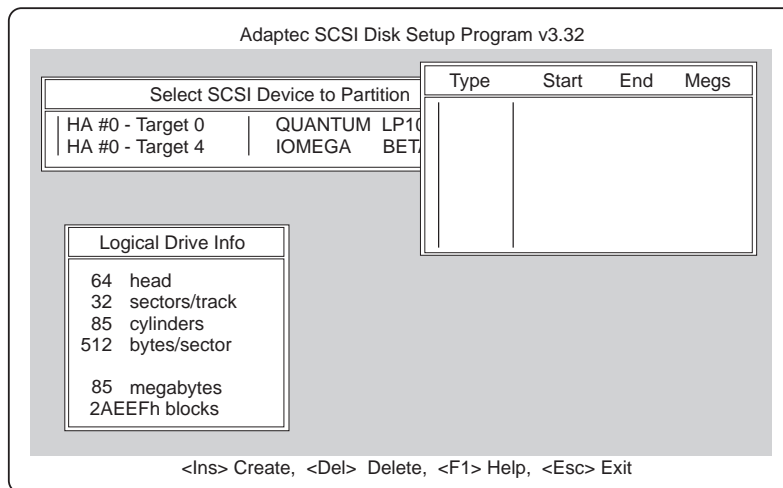 Adaptec SCSI Disk Setup Program v3.32
Select SCSI Device to Partition
HA #0 - Target 0 QUANTUM LP10
HA #0 - Target 4 IOMEGA BET
Type Start End Megs
Logical Drive Info
64 head
32 sectors/track
85 cylinders
512 bytes/sector
85 megabytes
2AEEFh blocks
<Ins> Create, <Del> Delete, <F1> Help, <Esc> Exit